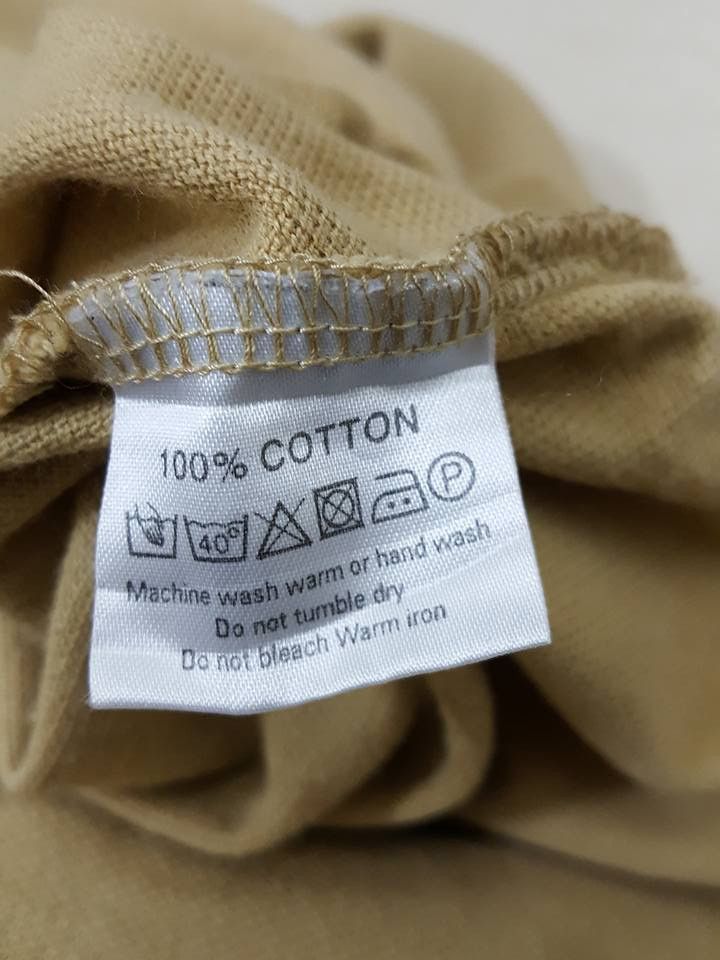 100% COTTON
40° P
Machine wash warm or hand wash
Do not tumble dry
Do not bleach Warm iron